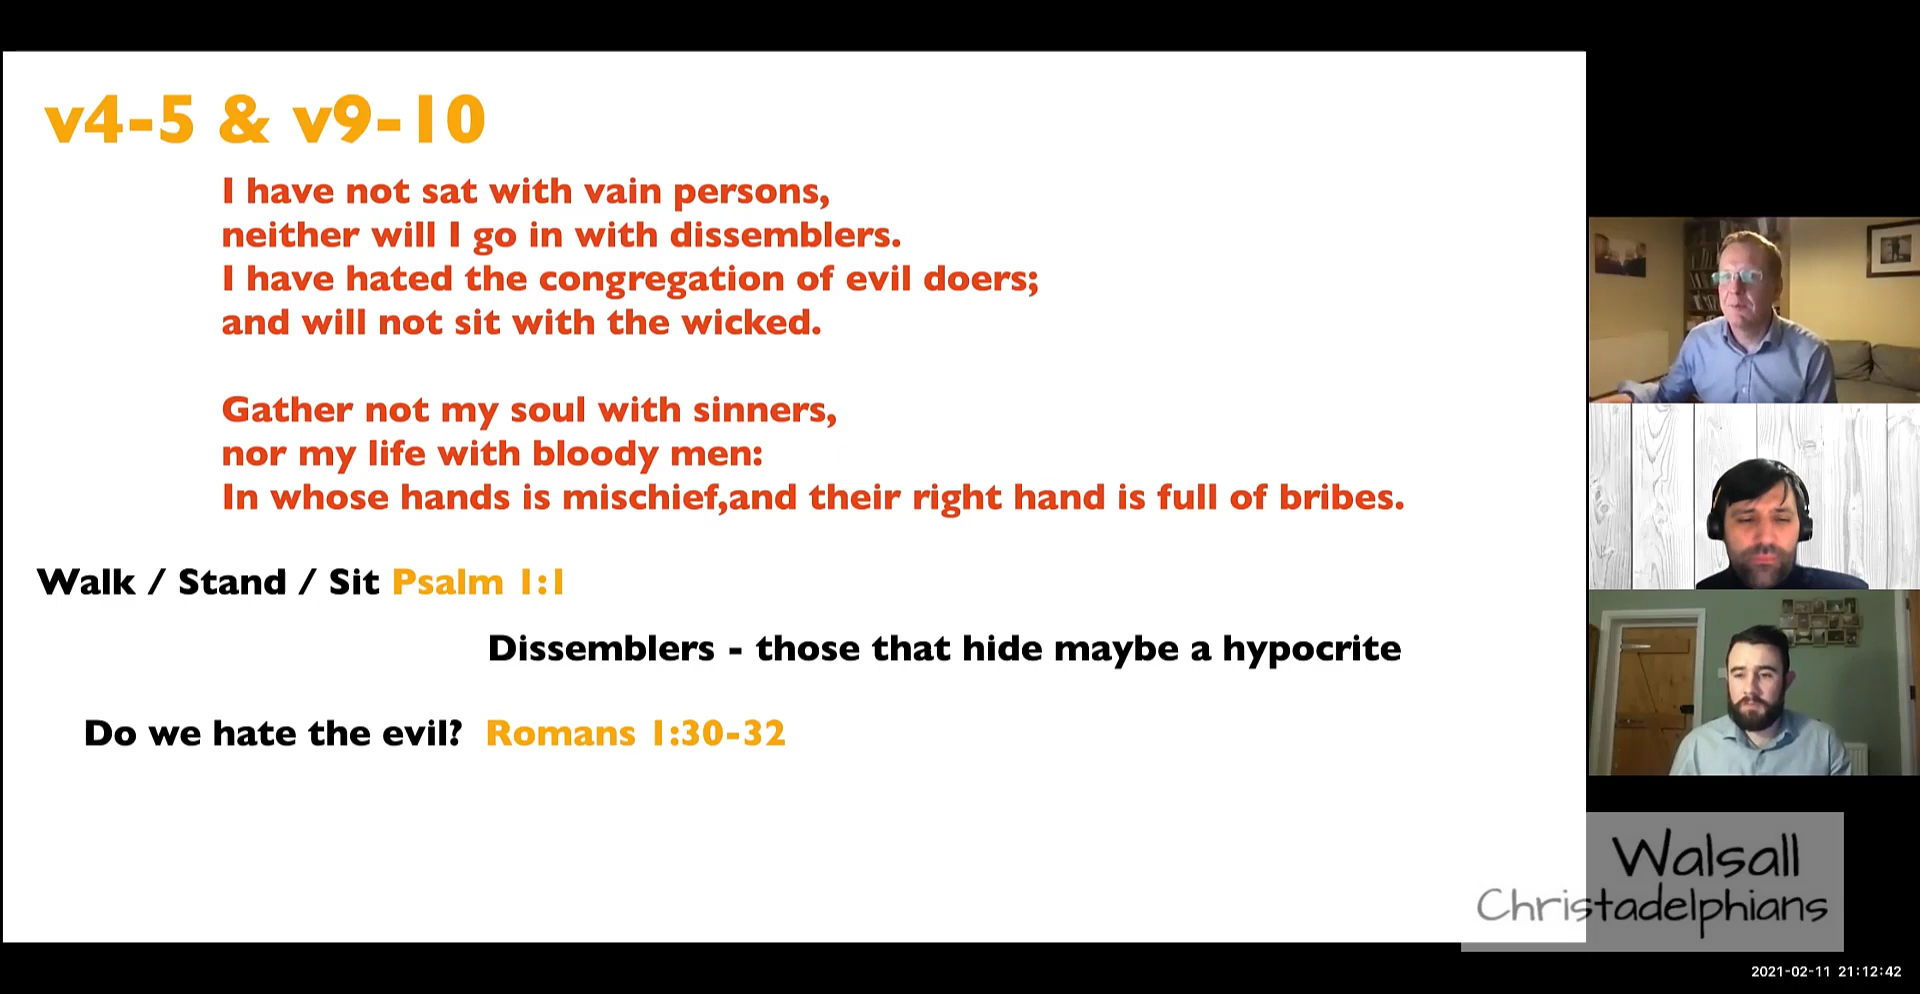 v4-5 & v9-10
I have not sat with vain persons,
neither will I go in with dissemblers.
I have hated the congregation of evil doers;
and will not sit with the wicked.
Gather not my soul with sinners,
nor my life with bloody men:
In whose hands is mischief,and their right hand is full of bribes.
Walk / Stand / Sit Psalm 1:1
Dissemblers - those that hide maybe a hypocrite
Do we hate the evil? Romans 1:30-32
Walsall
Christadelphians
2021-02-11 21:12:42